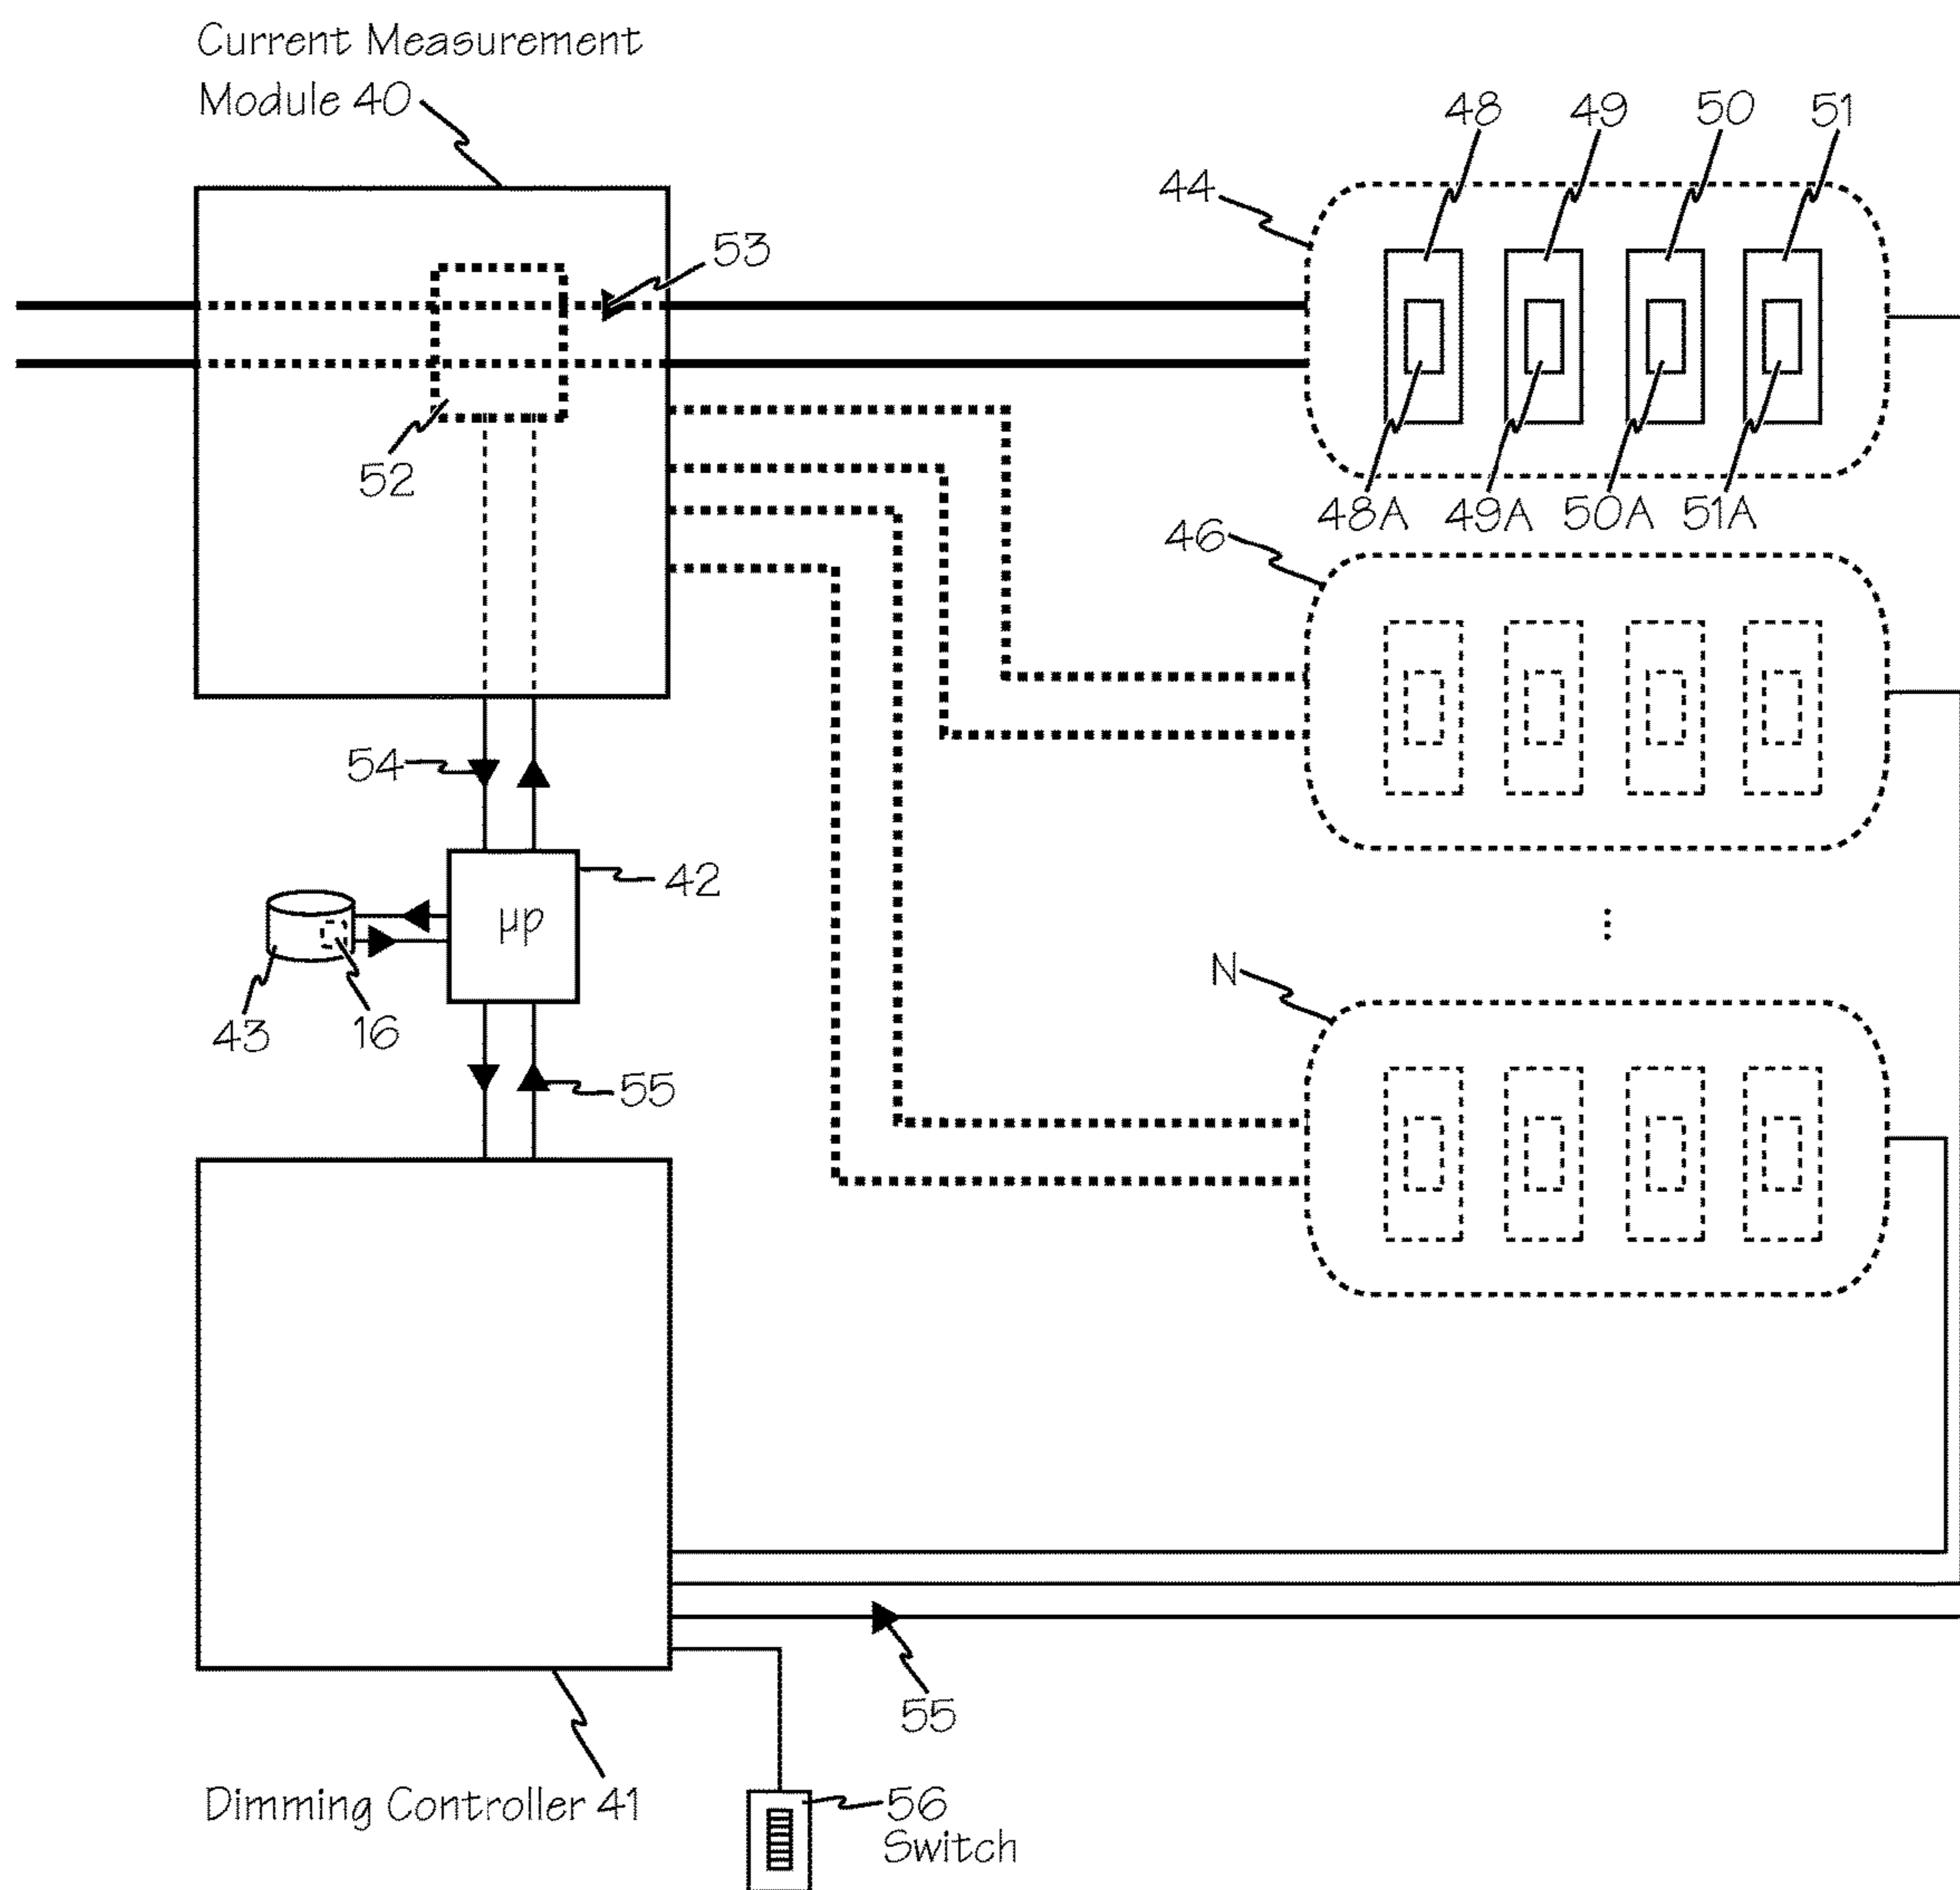 Current Measurement
Module 40
48 49 50 51
44
53
52
48A 49A 50A 51A
46
54
42
µp
N
43
16
55
55
Dimming Controller 41
56
Switch